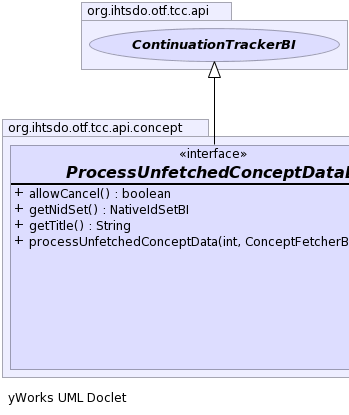 org.ihtsdo.otf.tcc.api
ContinuationTrackerBI
org.ihtsdo.otf.tcc.api.concept
«interface»
ProcessUnfetchedConceptData
+ allowCancel() : boolean
+ getNidSet() : NativeIdSetBI
+ getTitle() : String
+ processUnfetchedConceptData(int, ConceptFetcherB
yWorks UML Doclet